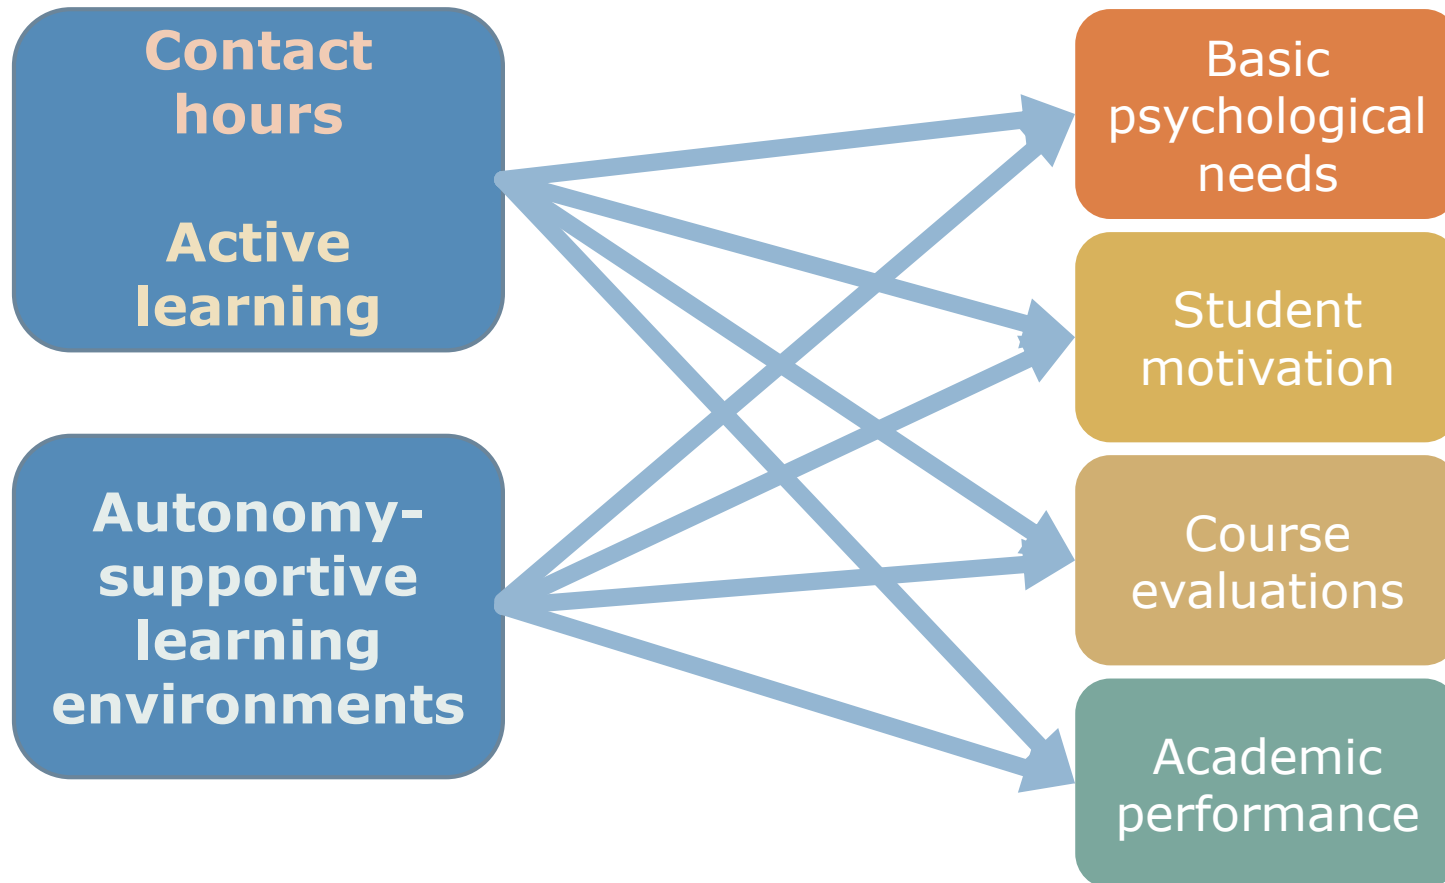 Contact
hours
Active
learning
Autonomy-
supportive
learning
environments
Basic
psychological
needs
Student
motivation
Course
evaluations
Academic
performance